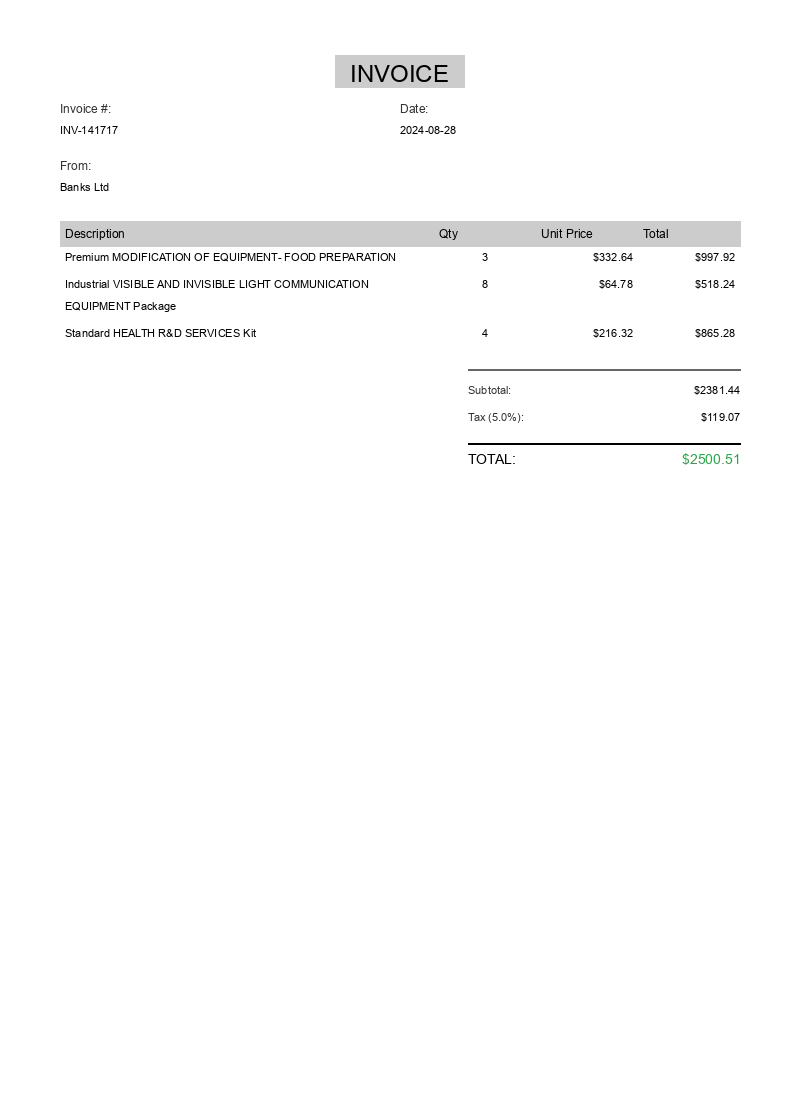 INVOICE
Invoice #: Date:
INV-141717 2024-08-28
From:
Banks Ltd
Description Qty Unit Price Total
Premium MODIFICATION OF EQUIPMENT- FOOD PREPARATION 3 $332.64 $997.92
Industrial VISIBLE AND INVISIBLE LIGHT COMMUNICATION 8 $64.78 $518.24
EQUIPMENT Package
Standard HEALTH R&D SERVICES Kit 4 $216.32 $865.28
Subtotal: $2381.44
Tax (5.0%): $119.07
TOTAL: $2500.51